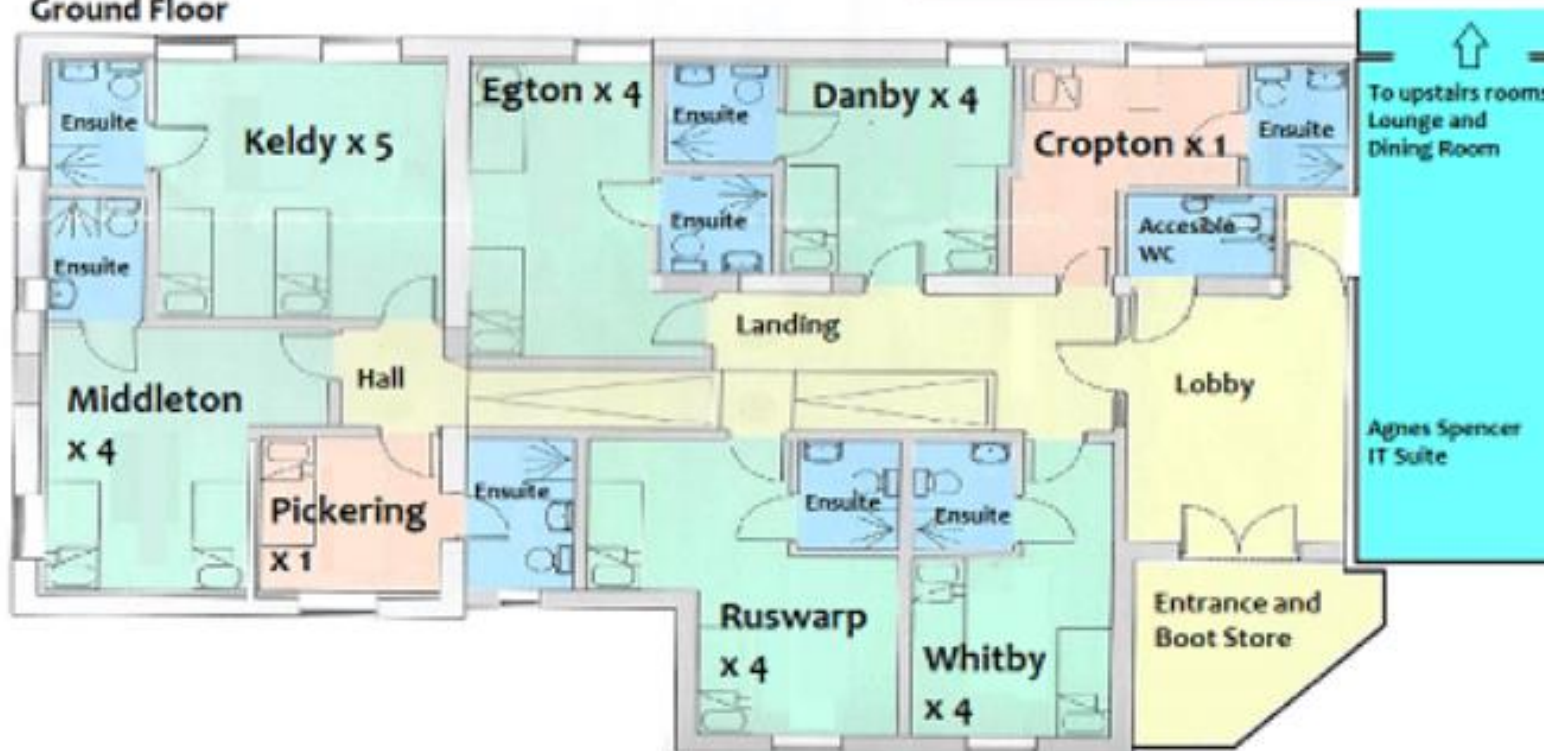 Ground Floor
Ensuite
Keldy x 5
Egton x 4
Ensuite
Danby x 4
Cropton x 1
Ensuite
To upstairs rooms
Lounge and
Dining Room
Ensuite
Ensuite
Accesible
WC
Landing
Hall
Lobby
Middleton
x 4
Agnes Spencer
IT Suite
Pickering
x 1
Ensuite
Ensuite
Ensuite
Ruswarp
x 4
Whitby
x 4
Entrance and
Boot Store